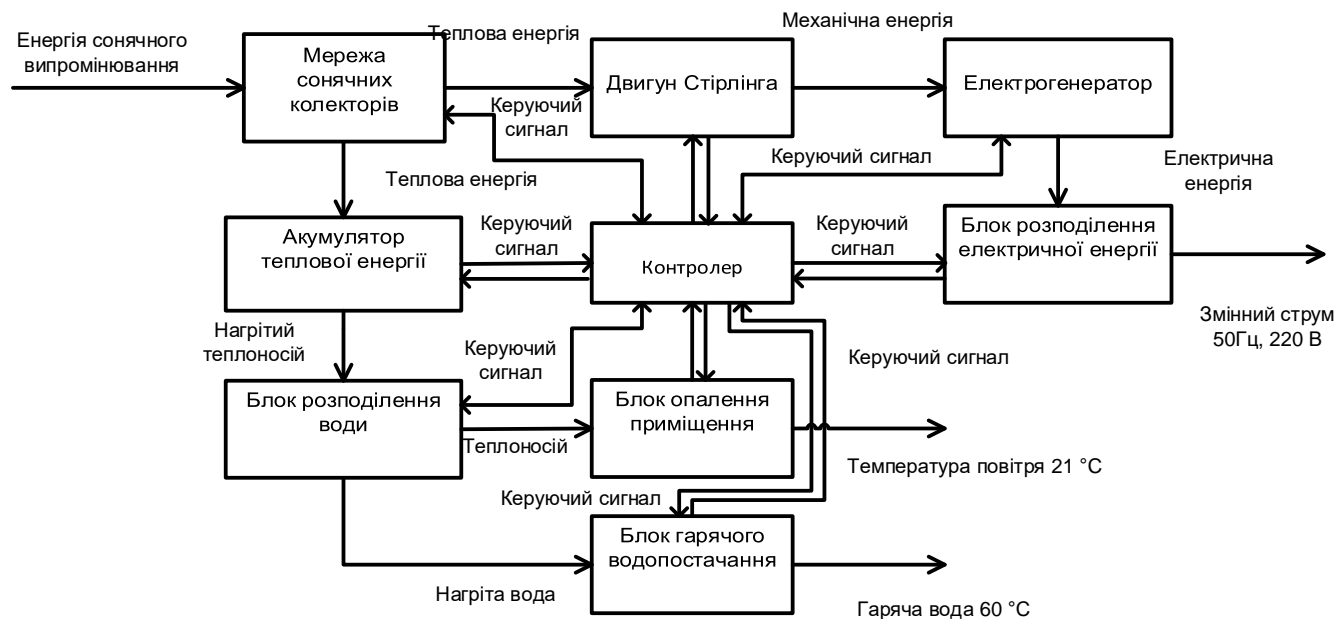 Енергія сонячного
випромінювання
Мережа
сонячних
колекторів
Теплова енергія
Двигун Стірлінга
Механічна енергія
Електрогенератор
Керуючий
сигнал
Керуючий сигнал
Електрична
енергія
Теплова енергія
Акумулятор
теплової енергії
Керуючий
сигнал
Контролер
Керуючий
сигнал
Блок розподілення
електричної енергії
Змінний струм
50Гц, 220 В
Нагрітий
теплоносій
Керуючий
сигнал
Керуючий сигнал
Блок розподілення
води
Теплоносій
Блок опалення
приміщення
Температура повітря 21 °C
Керуючий сигнал
Блок гарячого
водопостачання
Нагріта вода
Гаряча вода 60 °C